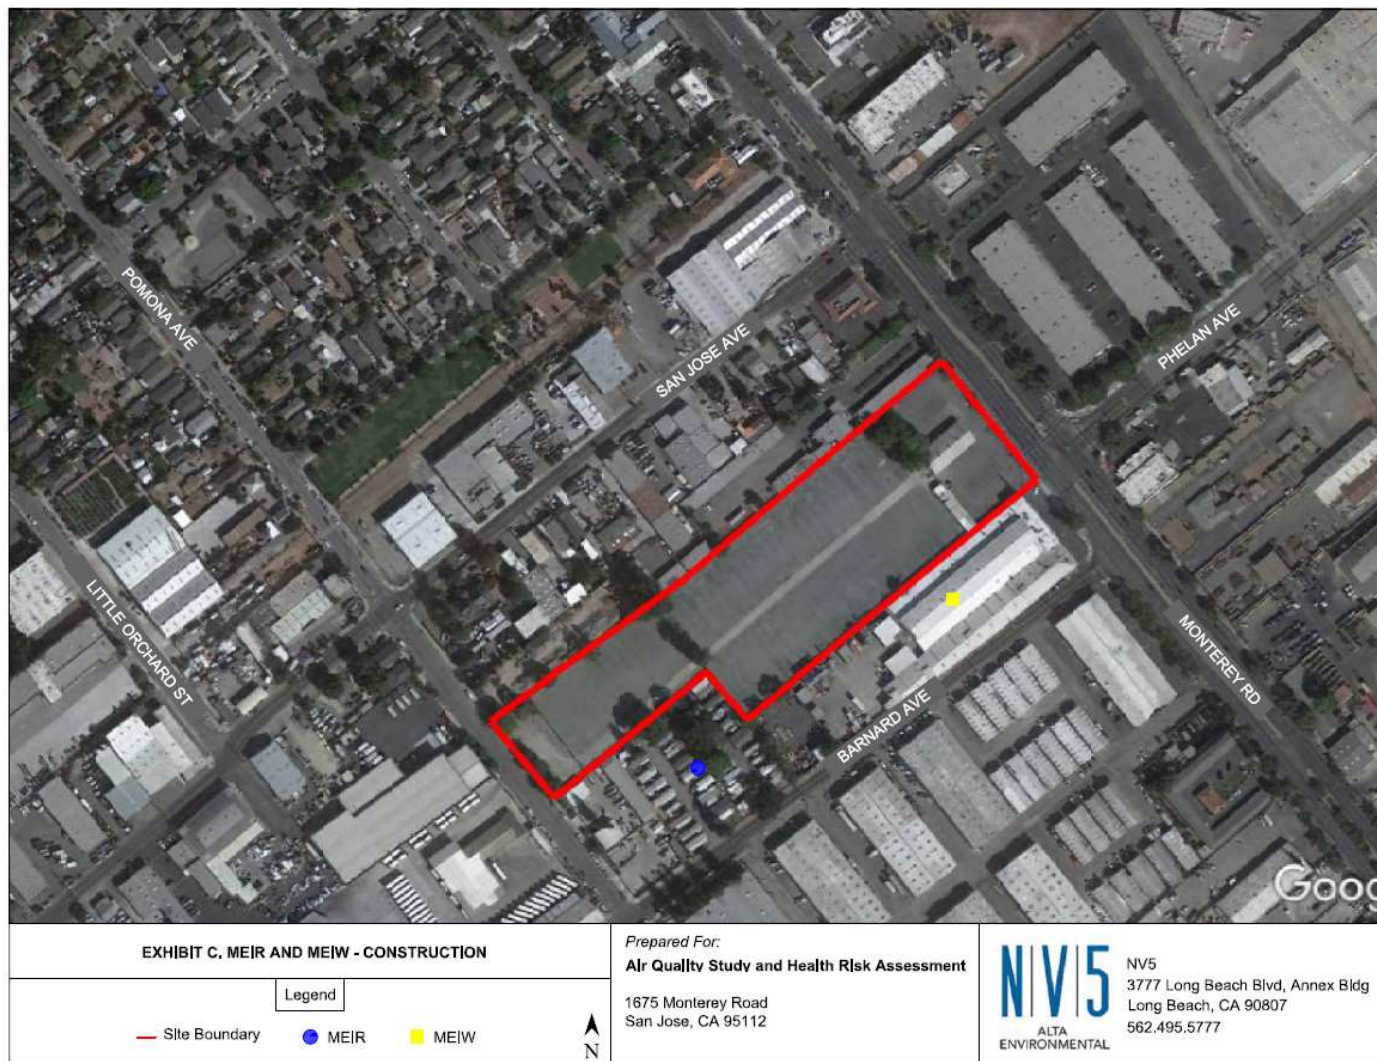 POMONA AVE
SAN JOSE AVE
PHELAN AVE
LITTLE ORCHARD ST
MONTEREY RD
BARNARD AVE
Goog
EXHIBIT C. MEIR AND MEIW - CONSTRUCTION
Legend
Site Boundary
MEIR
MEIW
N
Prepared For:
Air Quality Study and Health Risk Assessment
1675 Monterey Road
San Jose, CA 95112
N|V|5
ALTA
ENVIRONMENTAL
NV5
3777 Long Beach Blvd, Annex Bldg
Long Beach, CA 90807
562.495.5777